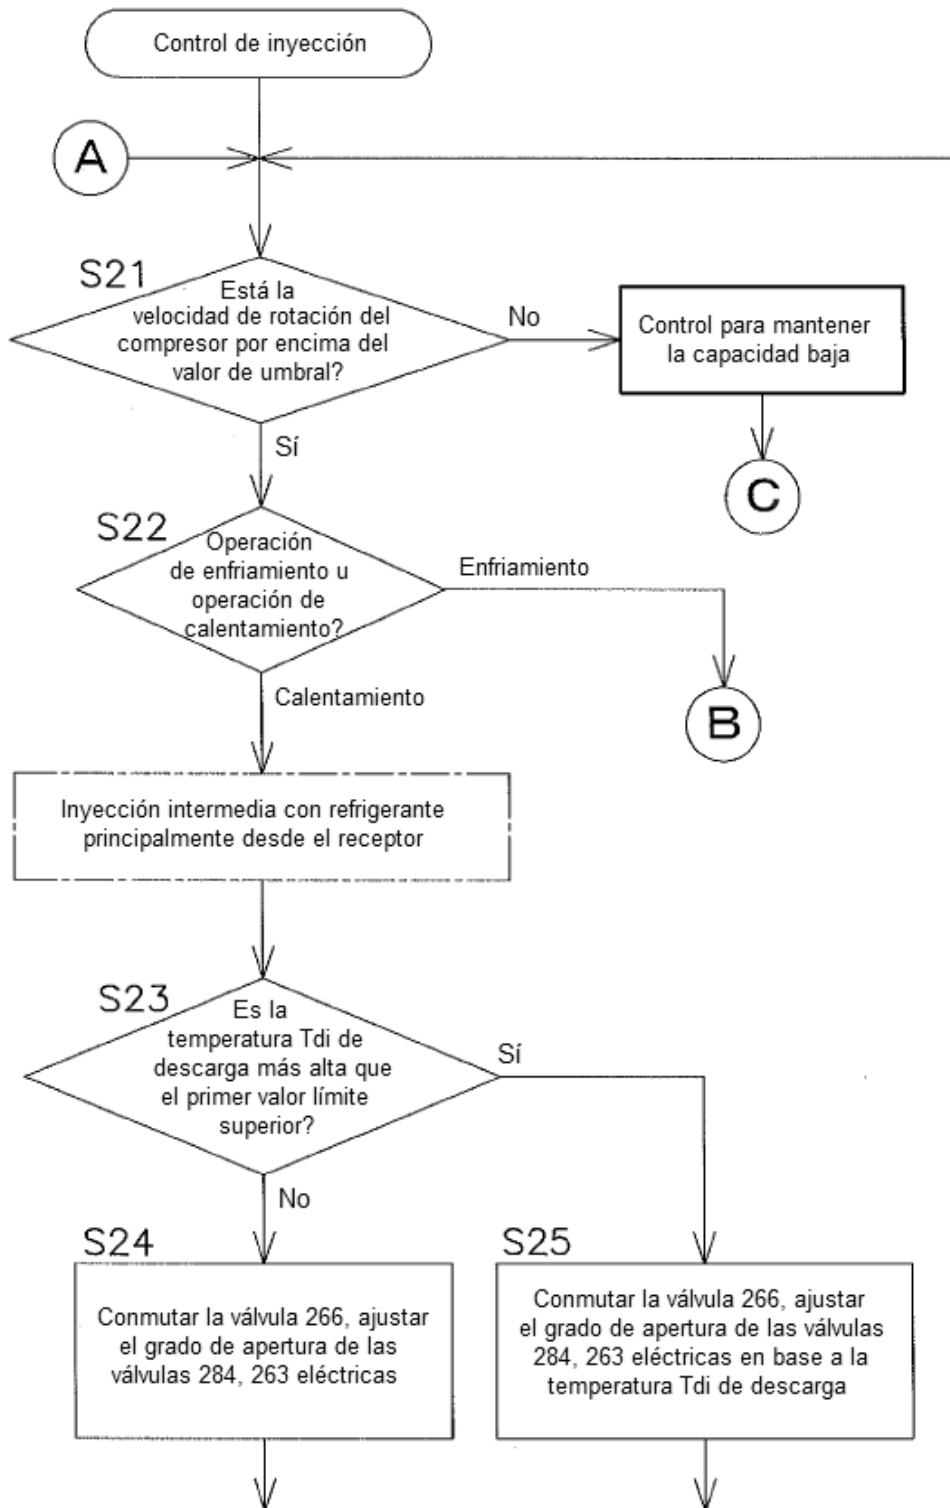 Control de inyección
A
S21
Está la
velocidad de rotación del
compresor por encima del
valor de umbral?
No
Control para mantener
la capacidad baja
Sí
C
S22
Operación
de enfriamiento u
operación de
calentamiento?
Enfriamiento
Calentamiento
B
Inyección intermedia con refrigerante
principalmente desde el receptor
S23
Es la
temperatura Tdi de
descarga más alta que
el primer valor límite
superior?
Sí
No
S24
Conmutar la válvula 266, ajustar
el grado de apertura de las
válvulas 284, 263 eléctricas
S25
Conmutar la válvula 266, ajustar
el grado de apertura de las válvulas
284, 263 eléctricas en base a la
temperatura Tdi de descarga